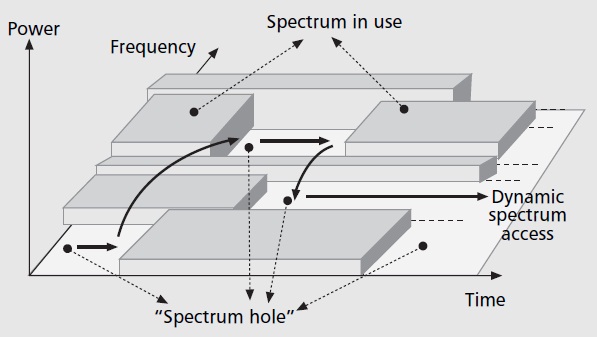 Power
Spectrum in use
Frequency
Dynamic
spectrum
access
Time
“Spectrum hole”